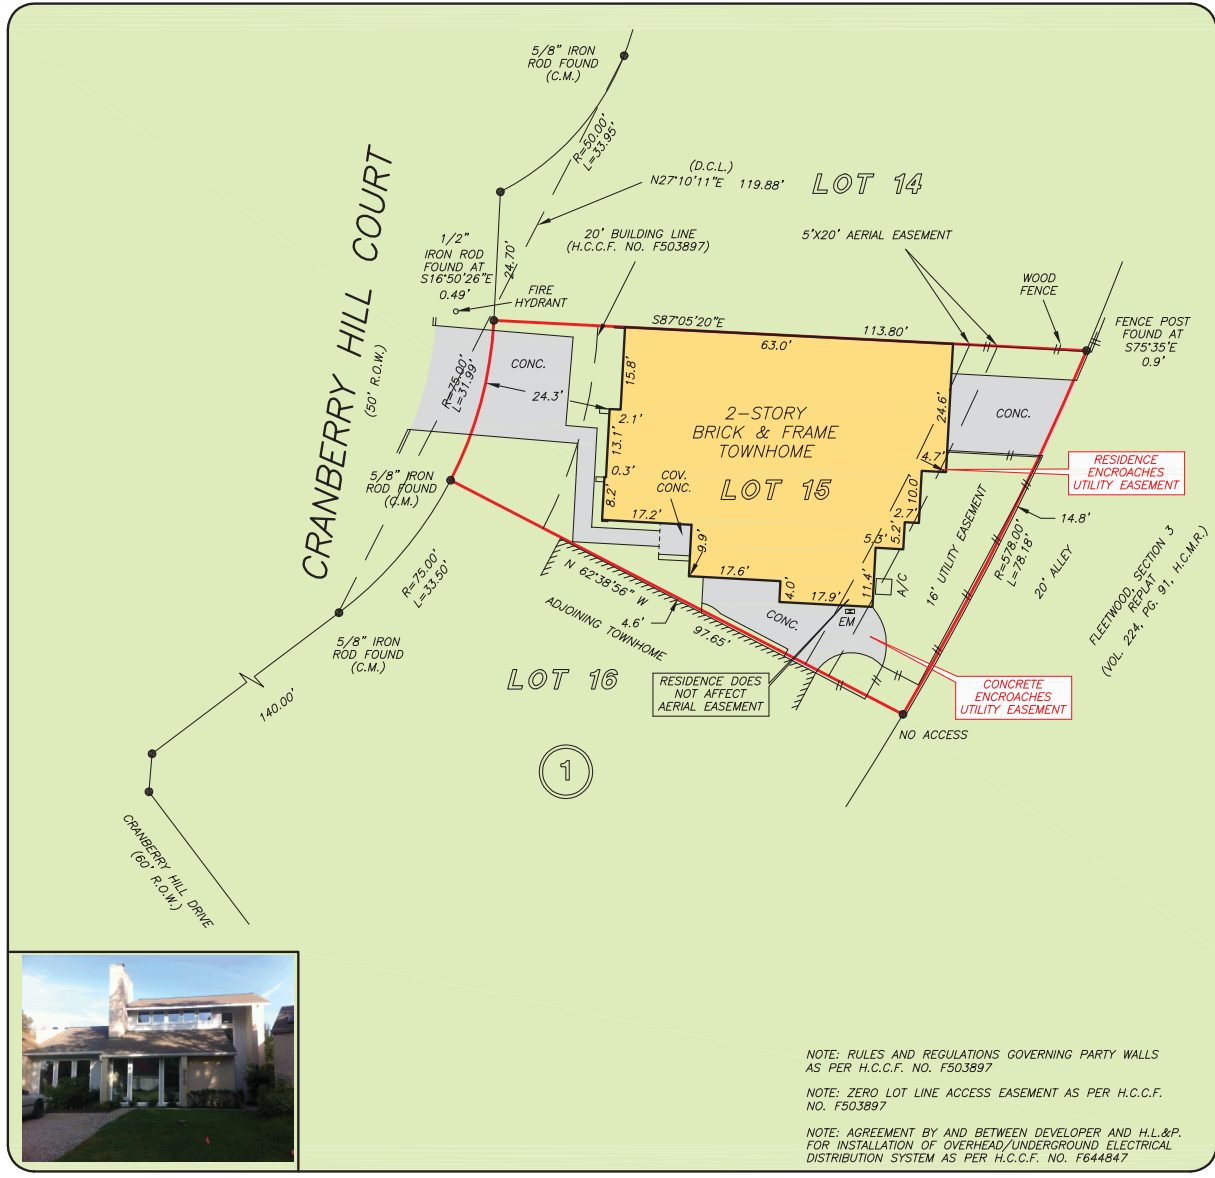 5/8" IRON
ROD FOUND
(C.M.)
R=50.00'
L=33.95'
(D.C.L.)
N27°10'11"E 119.88'
LOT 14
CRANBERRY HILL COURT
(50' R.O.W.)
1/2"
IRON ROD
FOUND AT
S16°50'26"E
0.49'
24.70'
20' BUILDING LINE
(H.C.C.F. NO. F503897)
5'X20' AERIAL EASEMENT
WOOD
FENCE
FIRE
HYDRANT
S87°05'20"E
113.80'
FENCE POST
FOUND AT
S75°35'E
0.9'
63.0'
CONC.
R=75.00'
L=31.99'
24.3'
15.8'
2.1'
13.1'
0.3'
8.2'
2-STORY
BRICK & FRAME
TOWNHOME
LOT 15
24.6'
CONC.
4.7'
RESIDENCE
ENCROACHES
UTILITY EASEMENT
5/8" IRON
ROD FOUND
(C.M.)
COV.
CONC.
17.2'
9.9'
10.0'
2.7'
5.2'
5.3'
16' UTILITY EASEMENT
14.8'
R=578.00'
L=78.18'
20' ALLEY
FLEETWOOD, SECTION 3
REPLAT
(VOL. 224, PG. 91, H.C.M.R.)
17.6'
4.0'
17.9'
11.4'
A/C
EM
CONC.
R=75.00'
L=33.50'
N 62°38'56" W
4.6'
97.65'
ADJOINING TOWNHOME
5/8" IRON
ROD FOUND
(C.M.)
LOT 16
RESIDENCE DOES
NOT AFFECT
AERIAL EASEMENT
CONCRETE
ENCROACHES
UTILITY EASEMENT
140.00'
NO ACCESS
1
CRANBERRY HILL DRIVE
(60' R.O.W.)
NOTE: RULES AND REGULATIONS GOVERNING PARTY WALLS
AS PER H.C.C.F. NO. F503897
NOTE: ZERO LOT LINE ACCESS EASEMENT AS PER H.C.C.F.
NO. F503897
NOTE: AGREEMENT BY AND BETWEEN DEVELOPER AND H.L.&P.
FOR INSTALLATION OF OVERHEAD/UNDERGROUND ELECTRICAL
DISTRIBUTION SYSTEM AS PER H.C.C.F. NO. F644847